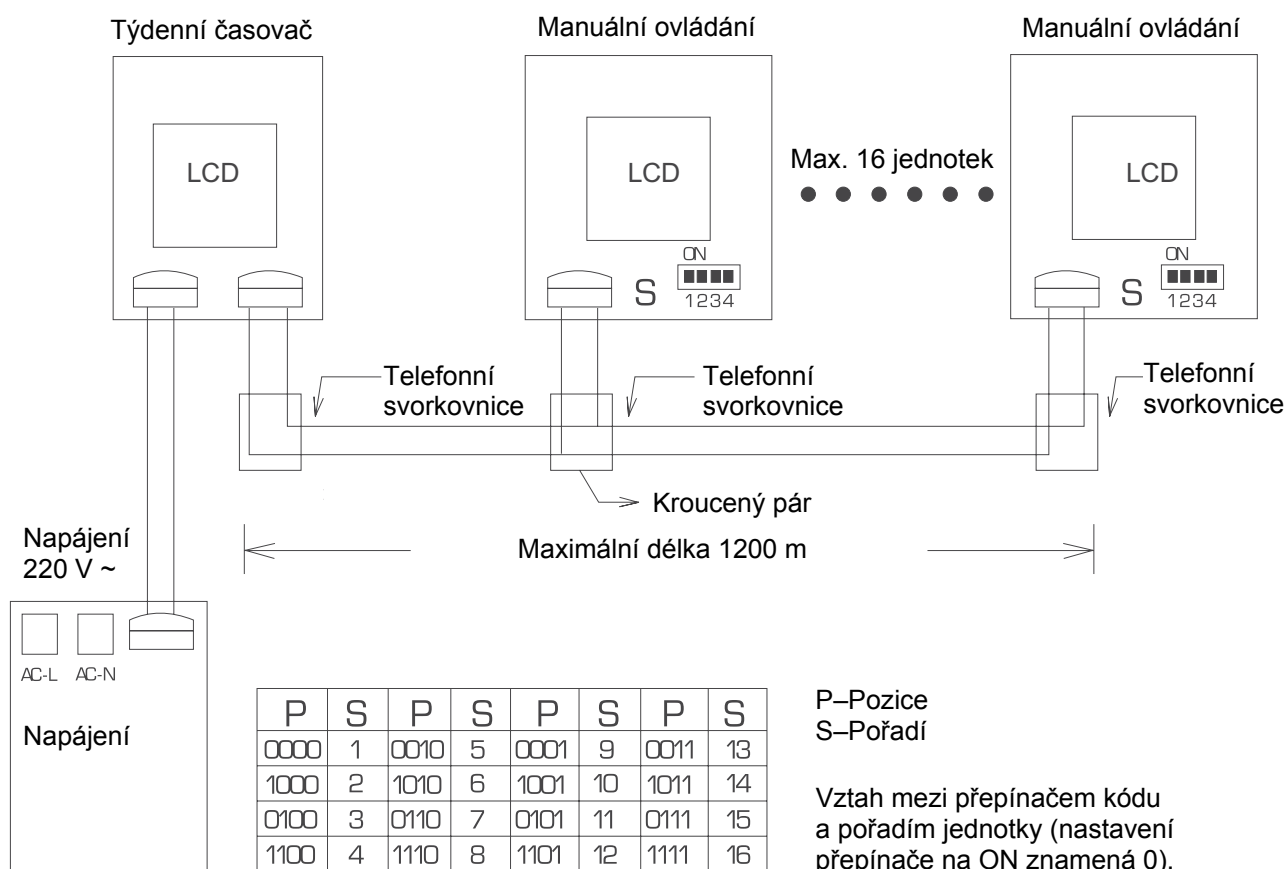 Týdenní časovač
Manuální ovládání
Manuální ovládání
LCD
LCD
Max. 16 jednotek
LCD
ON
S
1234
ON
S
1234
Telefonní
svorkovnice
Telefonní
svorkovnice
Telefonní
svorkovnice
Kroucený pár
Maximální délka 1200 m
Napájení
220 V ~
AC-L AC-N
Napájení
P S P S P S P S
0000 1 0010 5 0001 9 0011 13
1000 2 1010 6 1001 10 1011 14
0100 3 0110 7 0101 11 0111 15
1100 4 1110 8 1101 12 1111 16
P–Pozice
S–Pořadí
Vztah mezi přepínačem kódu
a pořadím jednotky (nastavení
přepínače na ON znamená 0).